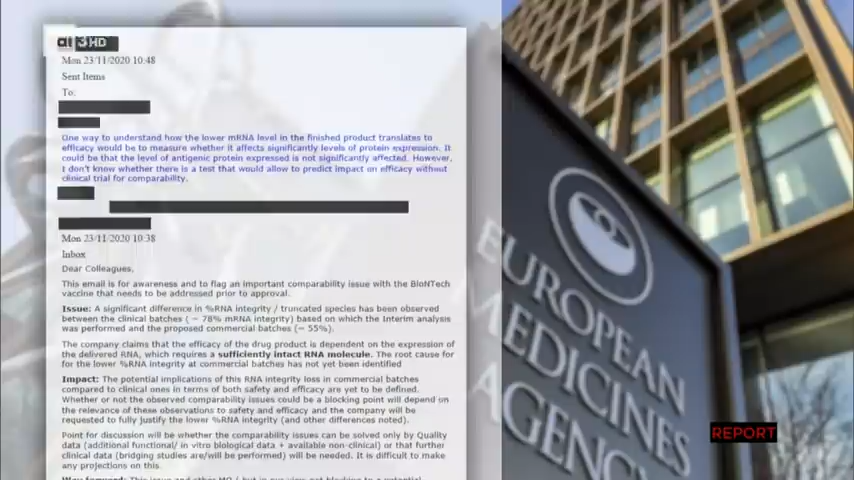 ai 3HD
Mon 23/11/2020 10:48
Sent Items
To:
One way to understand how the lower mRNA level in the finished product translates to
efficacy would be to measure whether it affects significantly levels of protein expression. It
could be that the level of antigenic protein expressed is not significantly affected. However,
I don't know whether there is a test that would allow to predict impact on efficacy without
clinical trial for comparability.
Mon 23/11/2020 10:38
Inbox
Dear Colleagues,
This email is for awareness and to flag an important comparability issue with the BioNTech
vaccine that needs to be addressed prior to approval.
Issue: A significant difference in %RNA integrity / truncated species has been observed
between the clinical batches ( ~ 78% mRNA integrity) based on which the Interim analysis
was performed and the proposed commercial batches (~ 55%).
The company claims that the efficacy of the drug product is dependent on the expression of
the delivered RNA, which requires a sufficiently intact RNA molecule. The root cause for
for the lower %RNA integrity at commercial batches has not yet been identified
Impact: The potential implications of this RNA integrity loss in commercial batches
compared to clinical ones in terms of both safety and efficacy are yet to be defined.
Whether or not the observed comparability issues could be a blocking point will depend on
the relevance of these observations to safety and efficacy and the company will be
requested to fully justify the lower %RNA integrity (and other differences noted).
Point for discussion will be whether the comparability issues can be solved only by Quality
data (additional functional/ in vitro biological data + available non-clinical) or that further
clinical data (bridging studies are/will be performed) will be needed. It is difficult to make
any projections on this
EUROPEAN
MEDICINES
AGENCY
REPORT